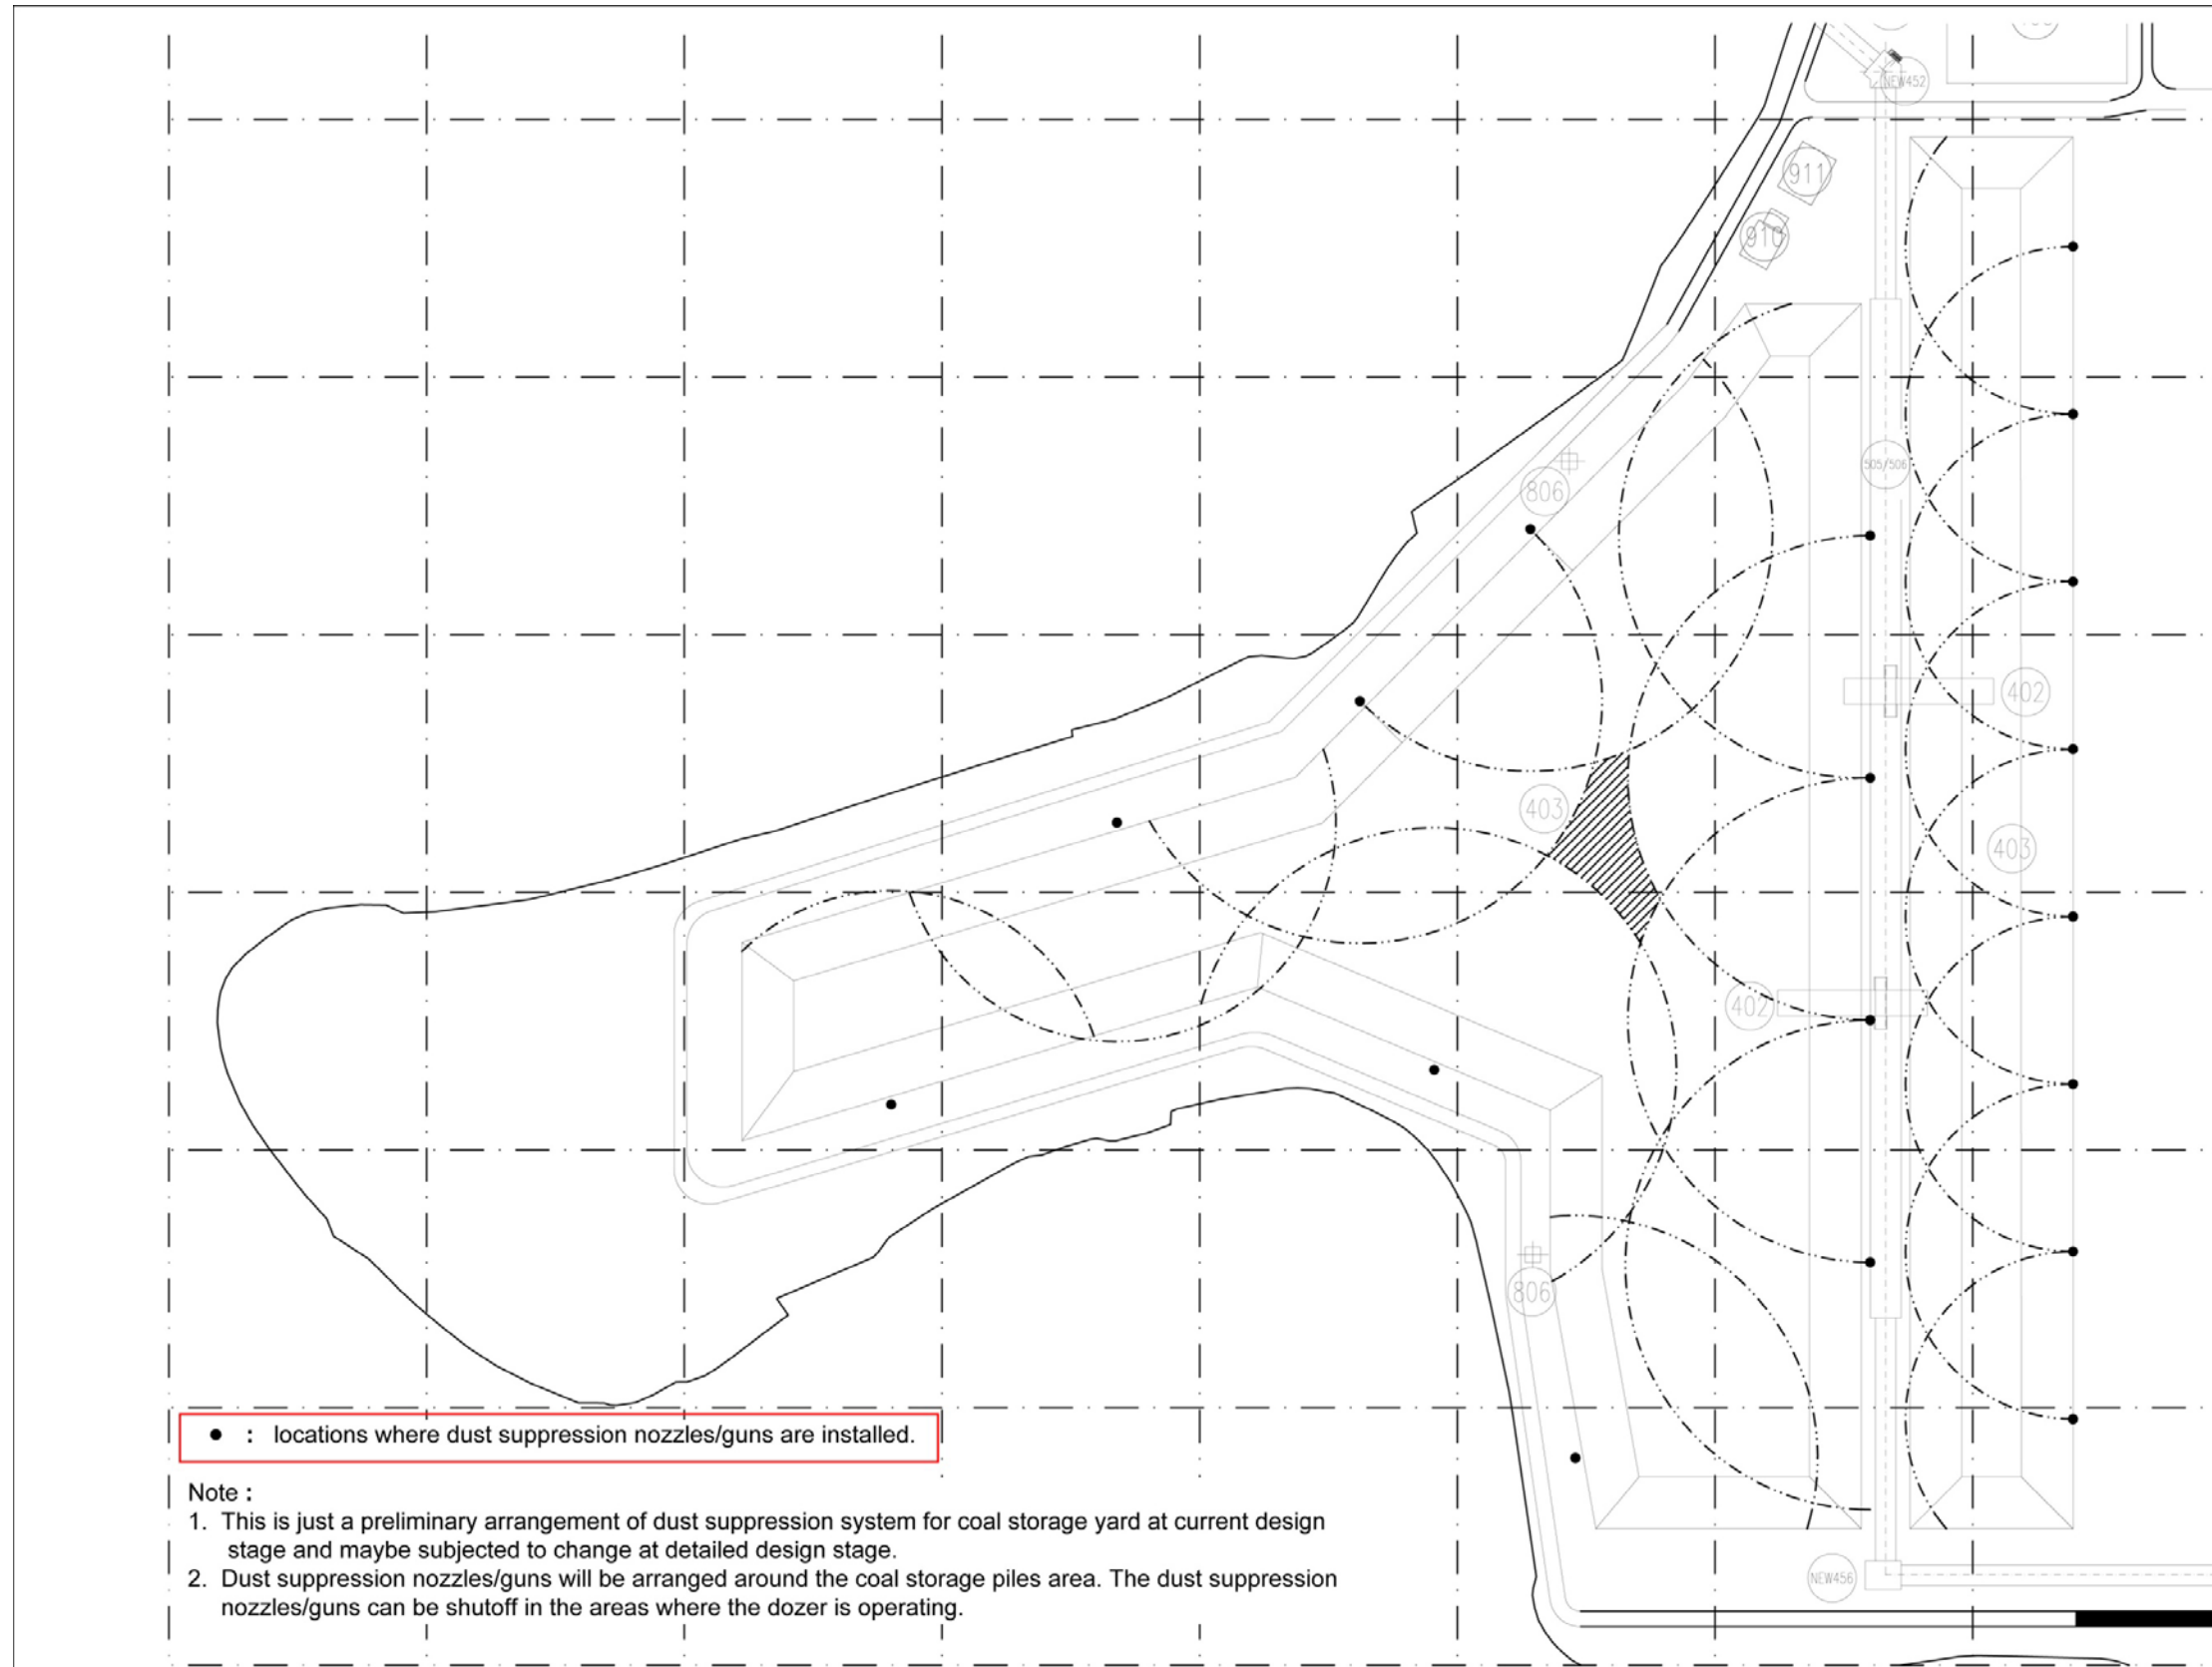 NEW452
911
910
505/506
806
402
403
403
402
806
● : locations where dust suppression nozzles/guns are installed.
Note :
1. This is just a preliminary arrangement of dust suppression system for coal storage yard at current design
stage and maybe subjected to change at detailed design stage.
2. Dust suppression nozzles/guns will be arranged around the coal storage piles area. The dust suppression
nozzles/guns can be shutoff in the areas where the dozer is operating.
NEW456